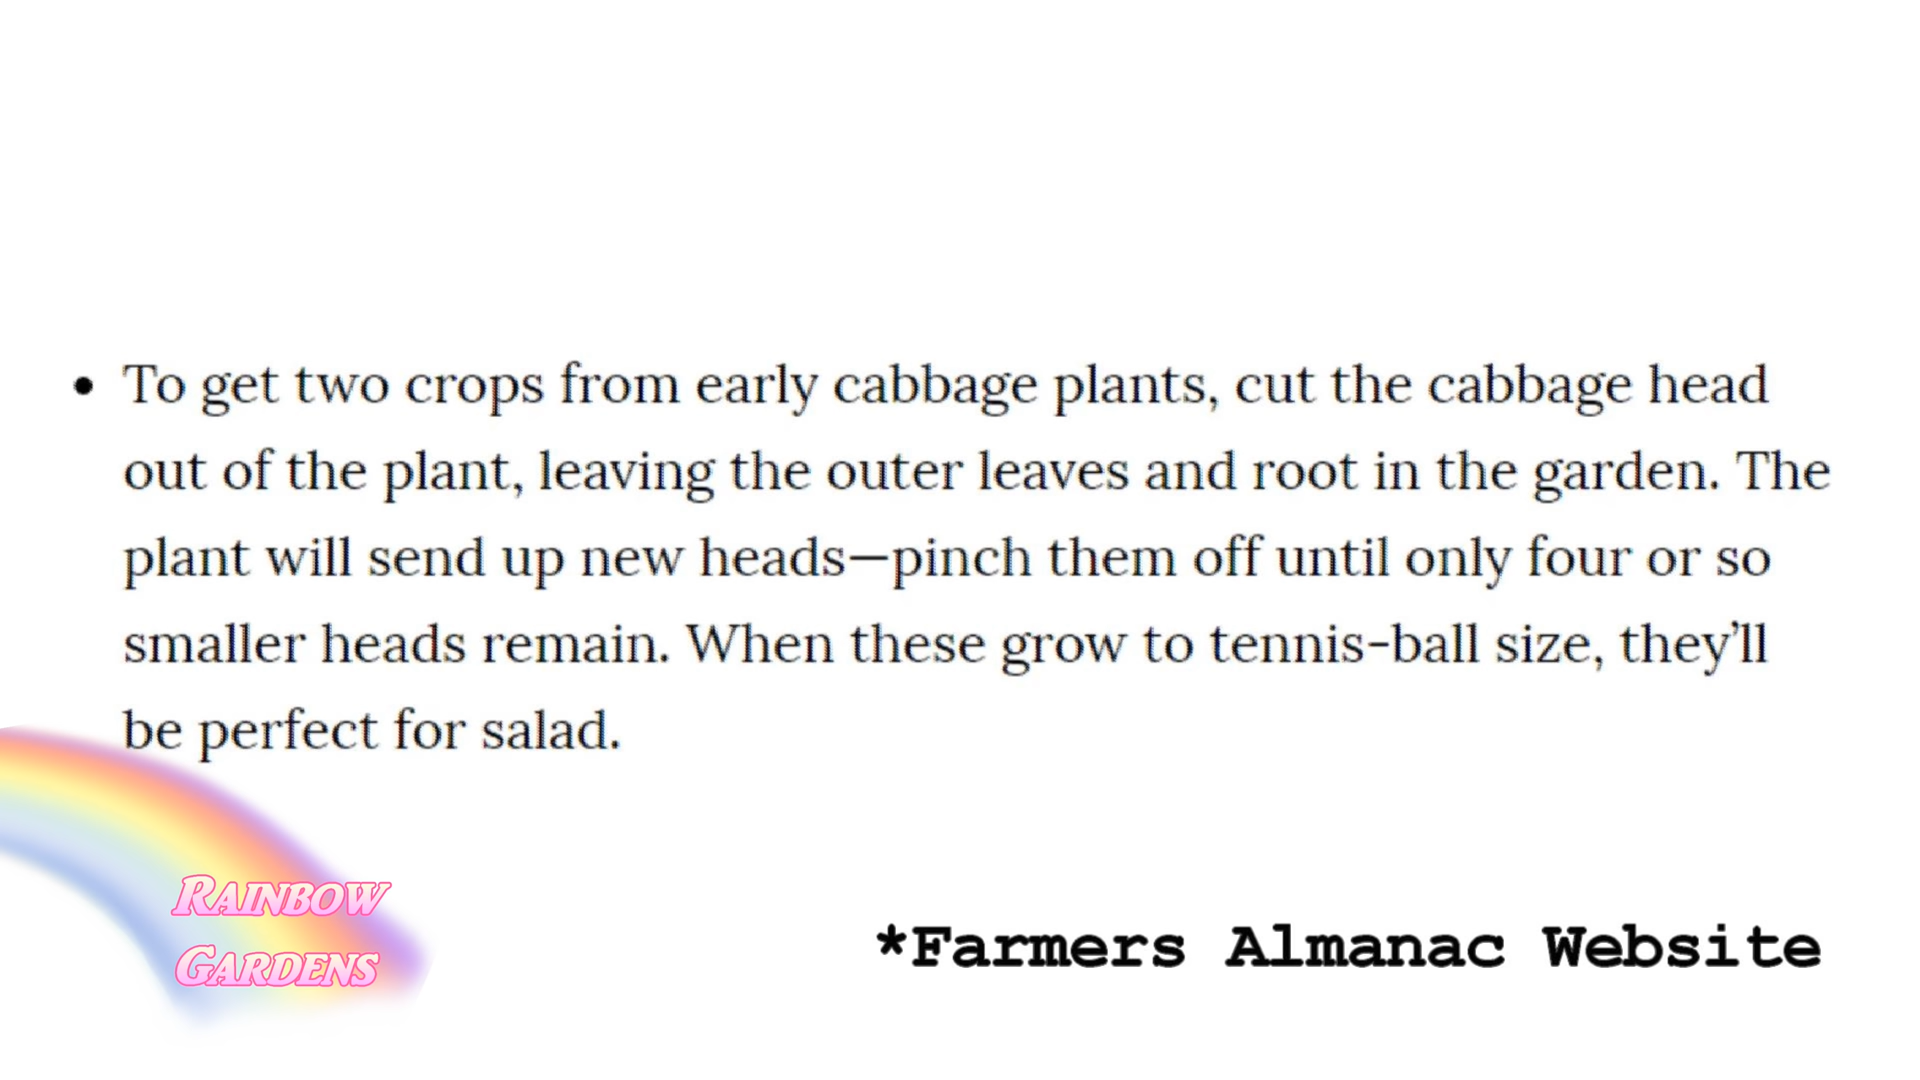 • To get two crops from early cabbage plants, cut the cabbage head
out of the plant, leaving the outer leaves and root in the garden. The
plant will send up new heads—pinch them off until only four or so
smaller heads remain. When these grow to tennis-ball size, they’ll
be perfect for salad.
RAINBOW
GARDENS
*Farmers Almanac Website